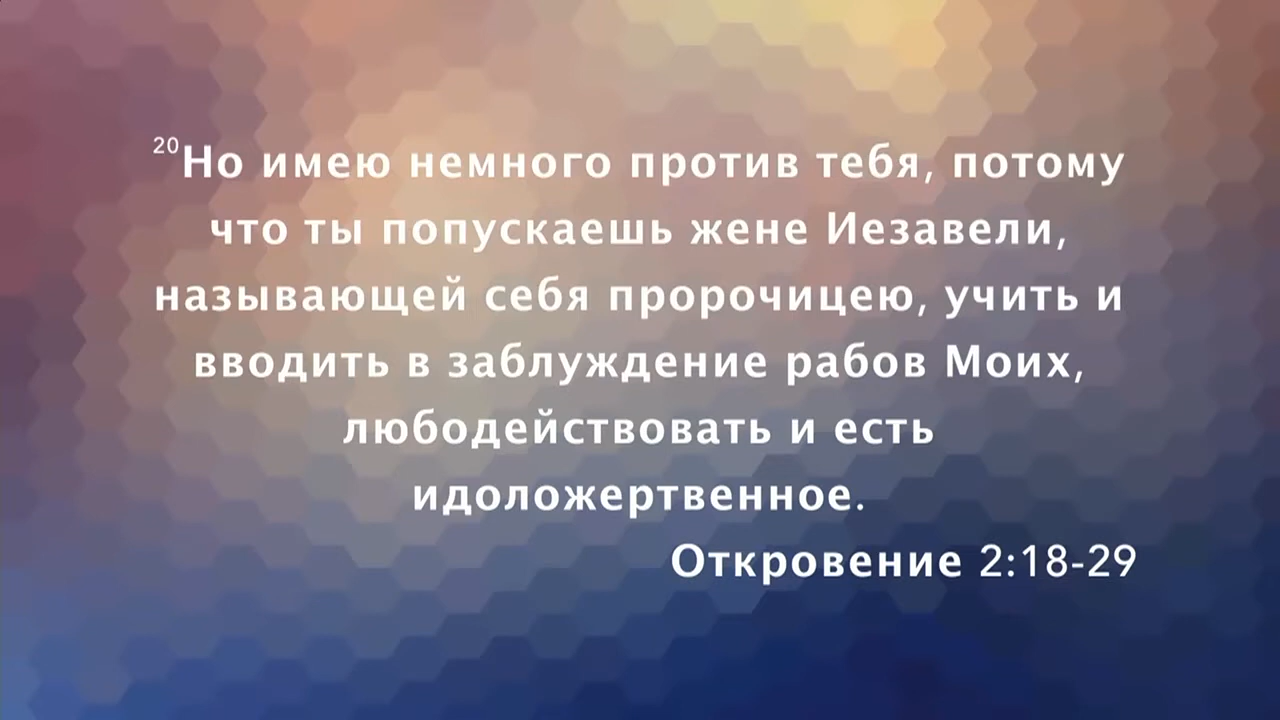 20Но имею немного против тебя, потому
что ты попускаешь жене Иезавели,
называющей себя пророчицею, учить и
вводить в заблуждение рабов Моих,
любодействовать и есть
идоложертвенное.
Откровение 2:18-29